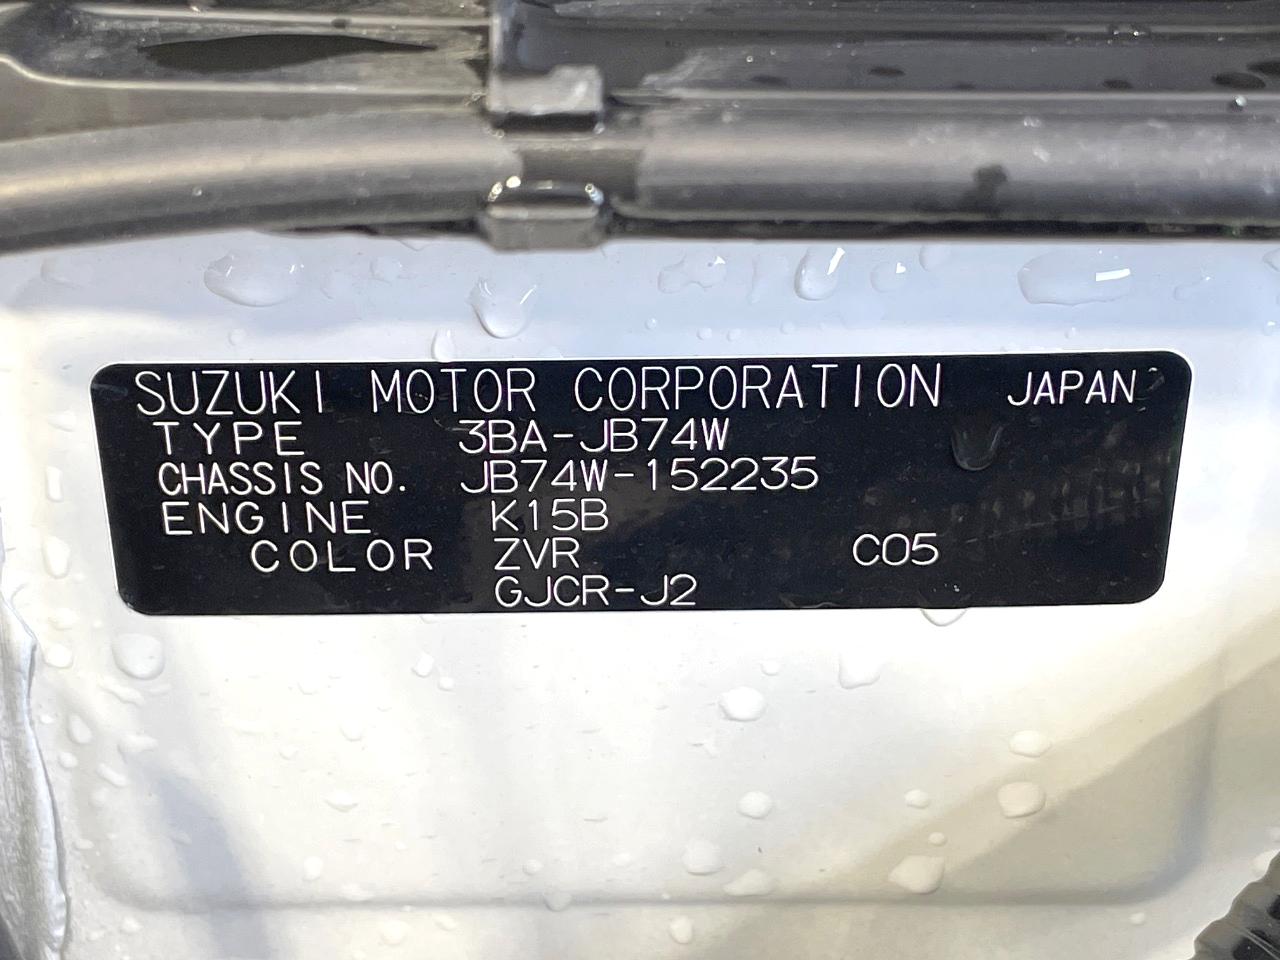 SUZUKI MOTOR CORPORATION JAPAN
TYPE 3BA-JB74W
CHASSIS NO. JB74W-152235
ENGINE K15B
COLOR ZVR C05
GJCR-J2